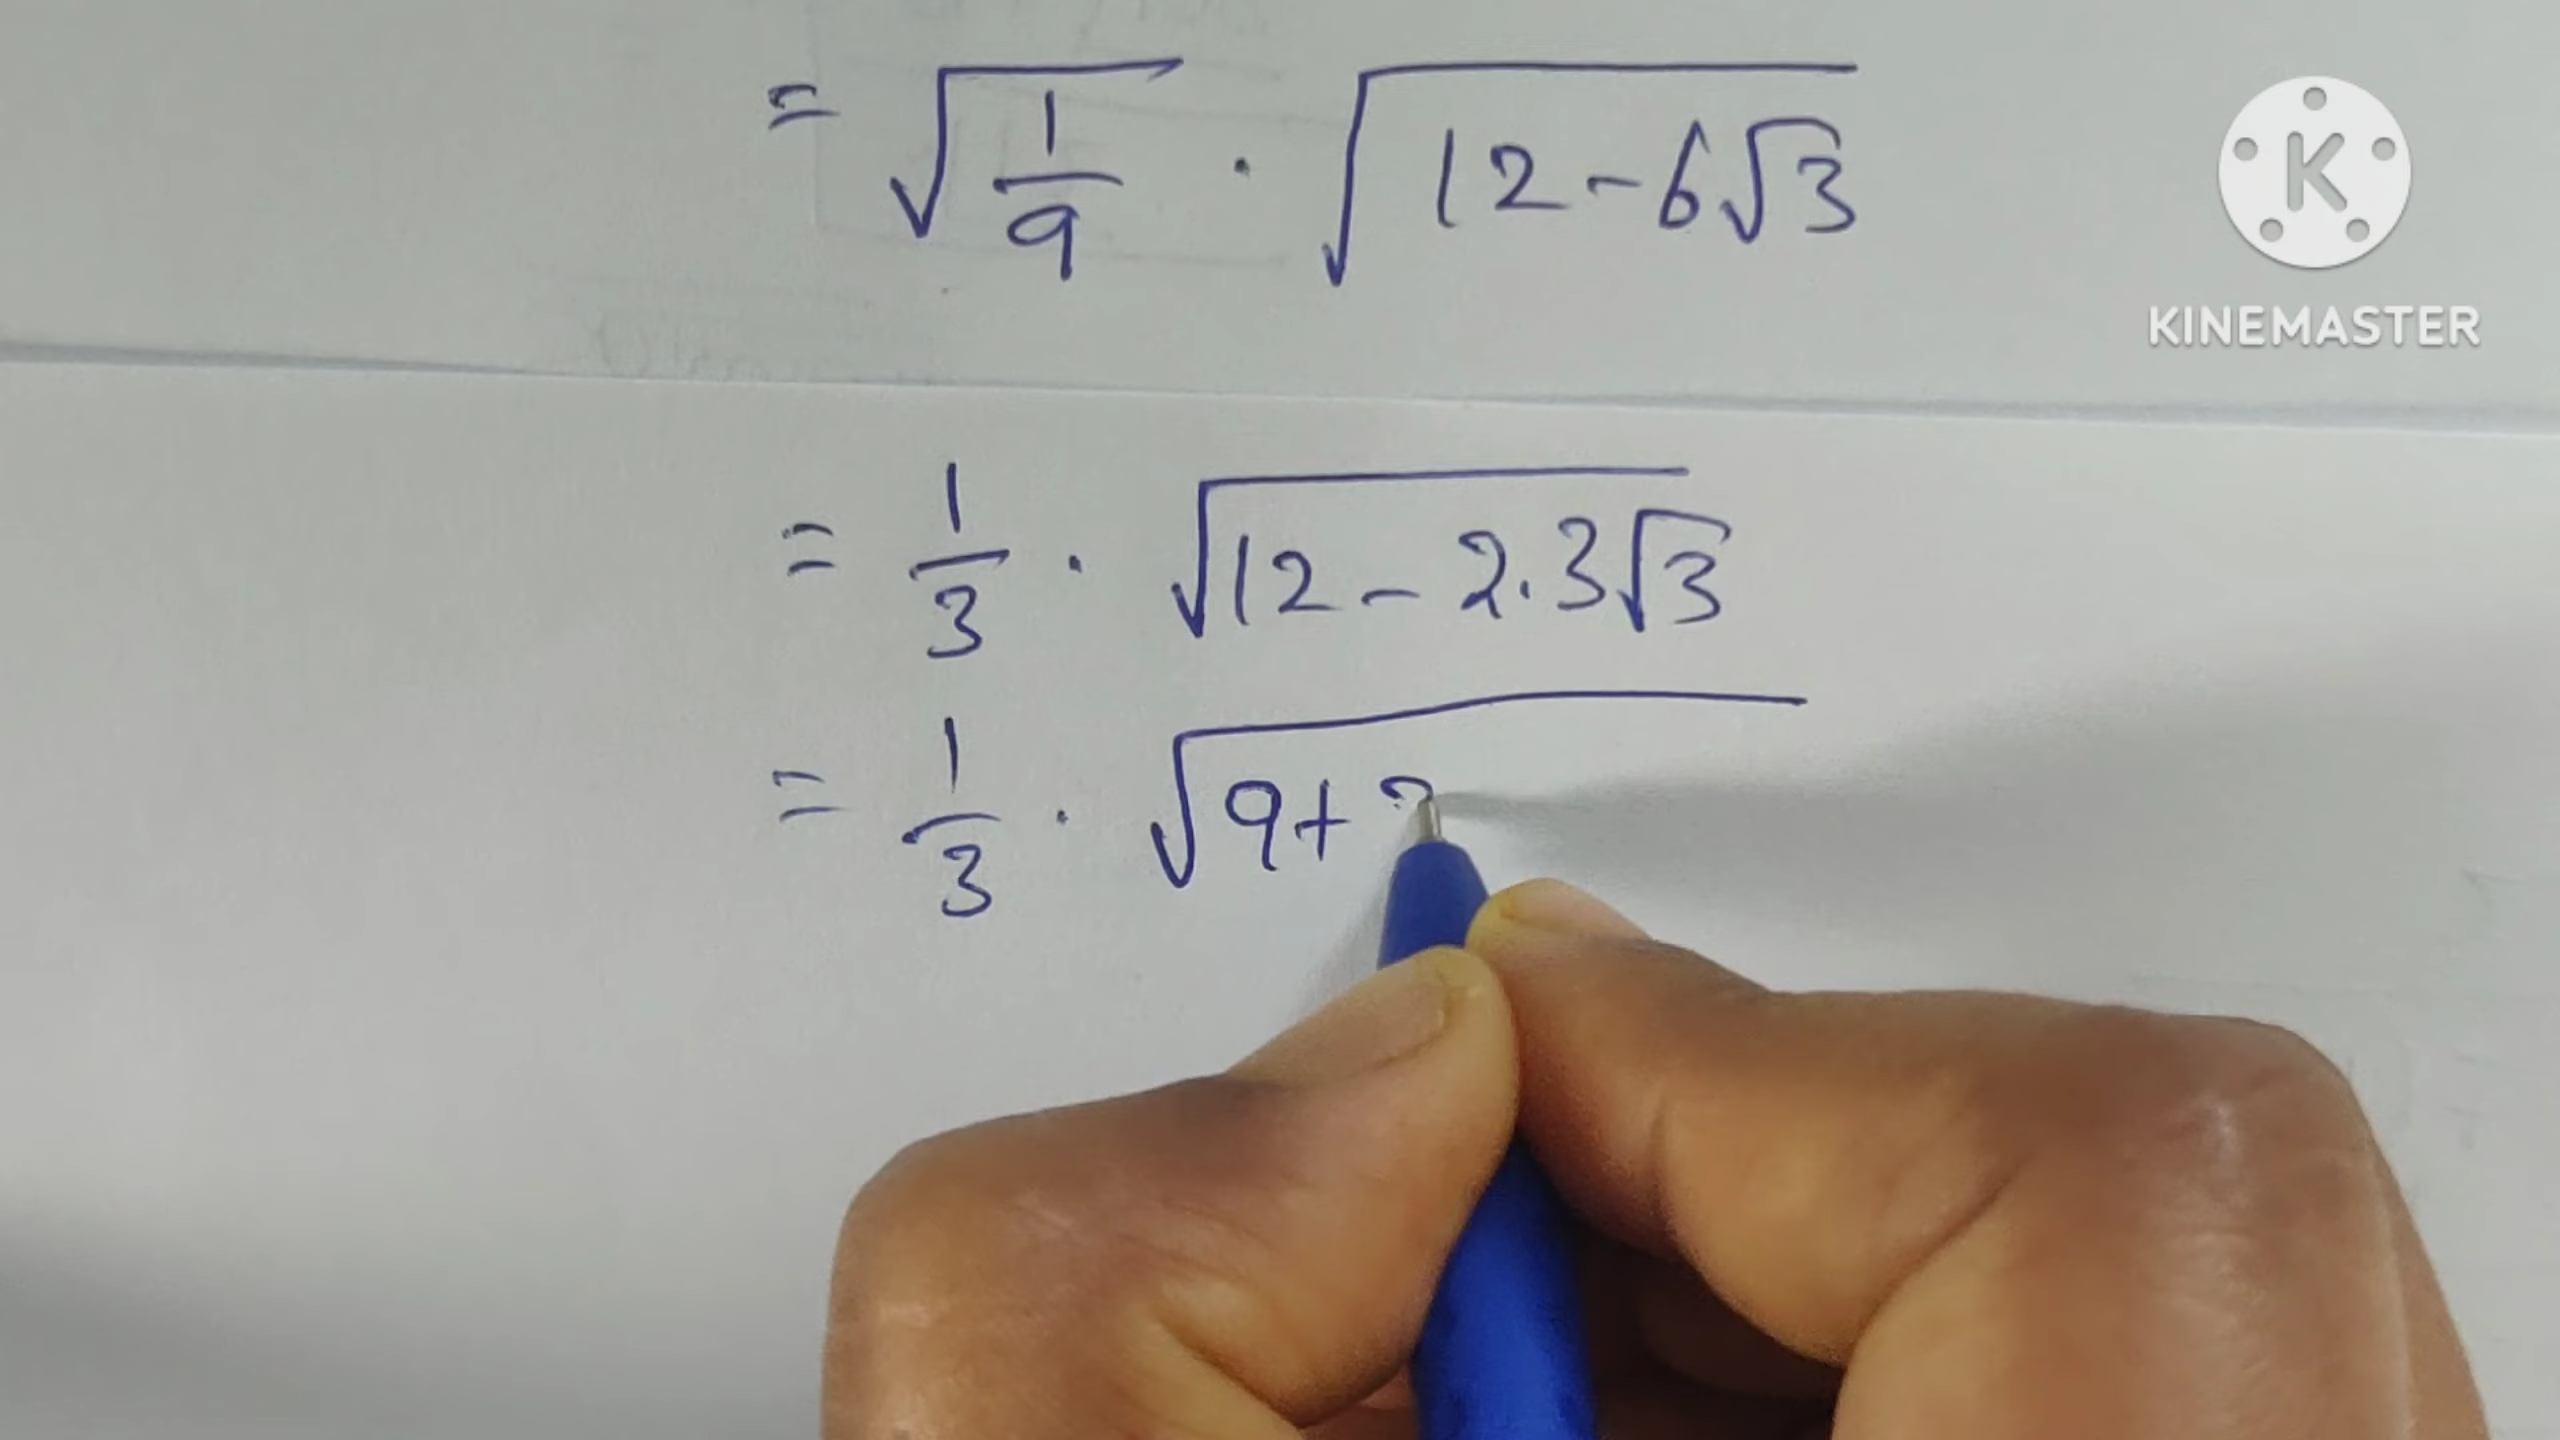 = √(1/9) · √(12-6√3)
K
KINEMASTER
= 1/3 · √(12-2.3√3)
= 1/3 · √(9+